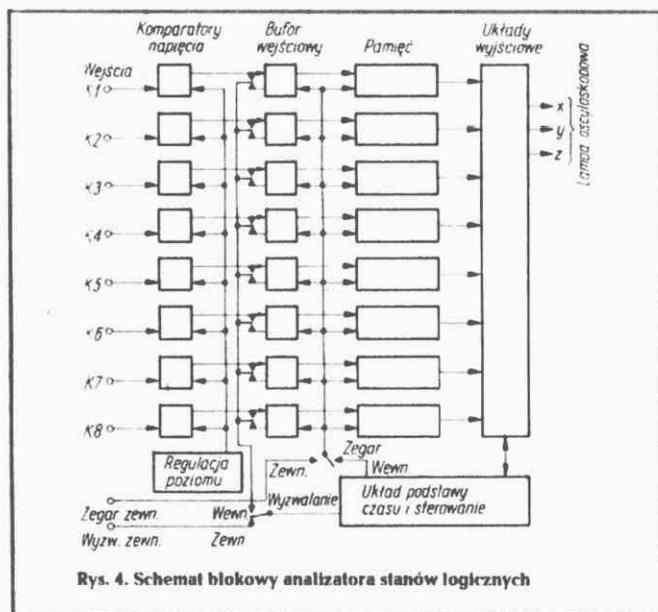 Komparatory
napięcia
Bufor
wejściowy
Pamięć
Układy
wyjściowe
Wejścia
K1
K2
K3
K4
K5
K6
K7
K8
x
y
z
Lampa oscyloskopowa
Regulacja
poziomu
Zewn.
Zegar
Wewn.
Układ podstawy
czasu i sterowanie
Wyzwalanie
Wewn.
Zewn.
Zegar zewn.
Wyzw. zewn.
Rys. 4. Schemat blokowy analizatora stanów logicznych